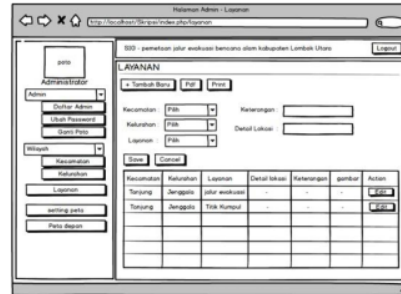 Halaman Admin - Layanan
http://localhost/Skripsi/index.php/layanan
SIG - pemetaan jalur evakuasi bencana alam kabupaten Lombok Utara
Logout
poto
Administrator
Admin
Daftar Admin
Ubah Password
Ganti Poto
Wilayah
Kecamatan
Kelurahan
Layanan
setting peta
Peta depan
LAYANAN
+ Tambah Baru Pdf Print
Kecamatan : Pilih Keterangan :
Kelurahan : Pilih Detail Lokasi :
Layanan : Pilih
Save Cancel
Kecamatan Kelurahan Layanan Detail lokasi Keterangan gambar Action
Tanjung Jenggala jalur evakuasi - - - Edit
Tanjung Jenggala Titik Kumpul - - - Edit